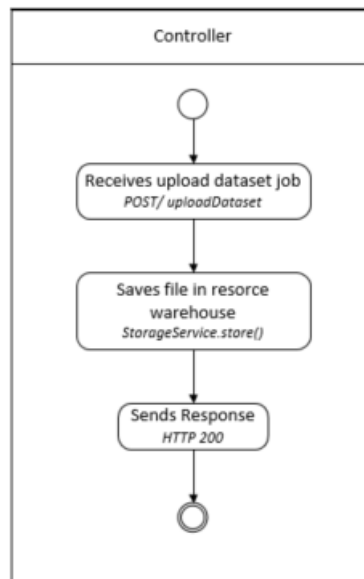 Controller
Receives upload dataset job
POST/ uploadDataset
Saves file in resorce
warehouse
StorageService.store()
Sends Response
HTTP 200